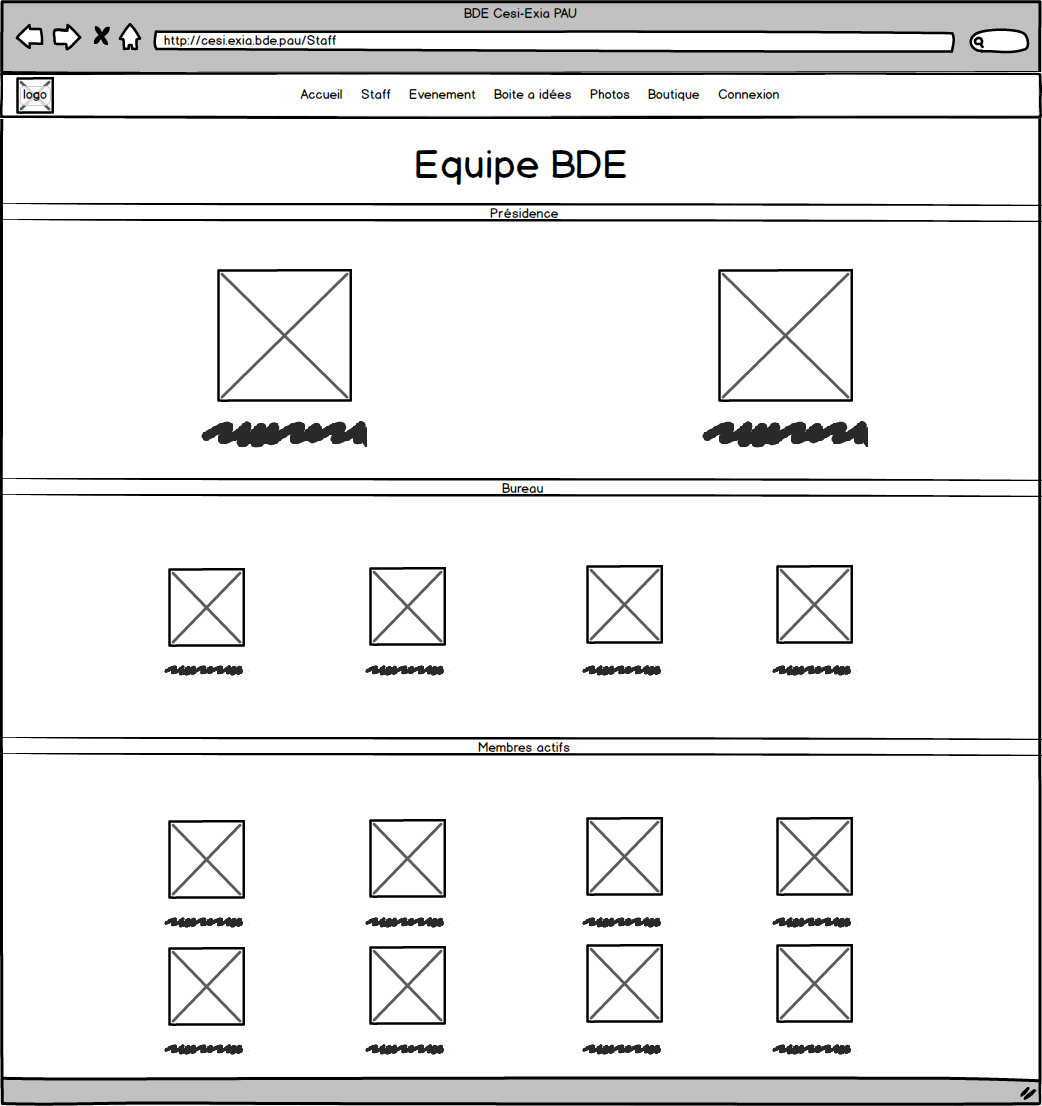 BDE Cesi-Exia PAU
http://cesi.exia.bde.pau/Staff
logo Accueil Staff Evenement Boite a idées Photos Boutique Connexion
Equipe BDE
Présidence
Bureau
Membres actifs